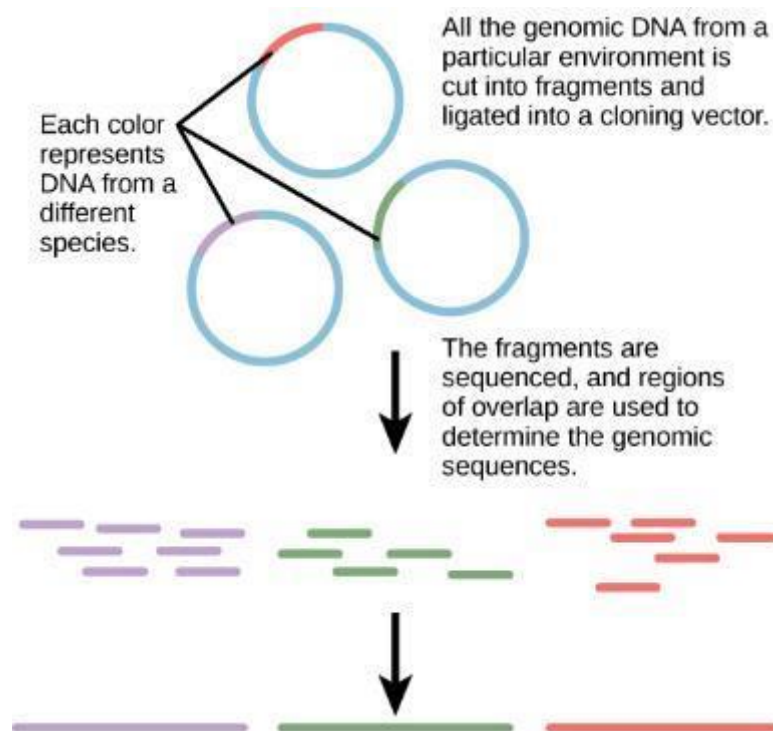 All the genomic DNA from a
particular environment is
cut into fragments and
ligated into a cloning vector.
Each color
represents
DNA from a
different
species.
The fragments are
sequenced, and regions
of overlap are used to
determine the genomic
sequences.